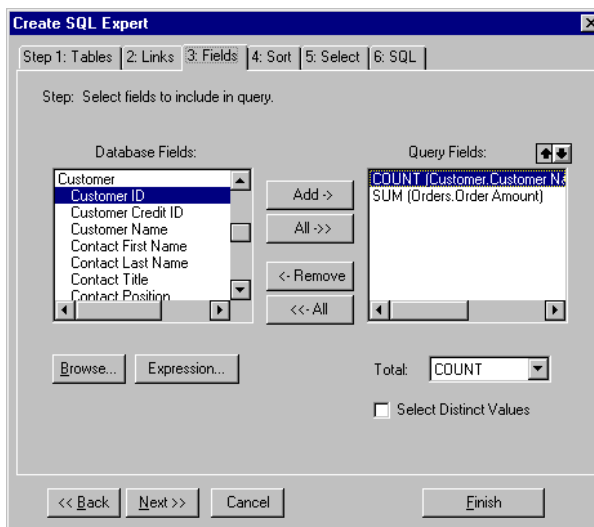 Create SQL Expert
Step 1: Tables 2: Links 3: Fields 4: Sort 5: Select 6: SQL
Step: Select fields to include in query.
Database Fields:
Customer
Customer ID
Customer Credit ID
Customer Name
Contact First Name
Contact Last Name
Contact Title
Contact Position
Add ->
All ->>
<- Remove
<<- All
Query Fields:
COUNT (Customer.Customer Na
SUM (Orders.Order Amount)
Browse... Expression...
Total: COUNT
Select Distinct Values
<< Back Next >> Cancel Finish